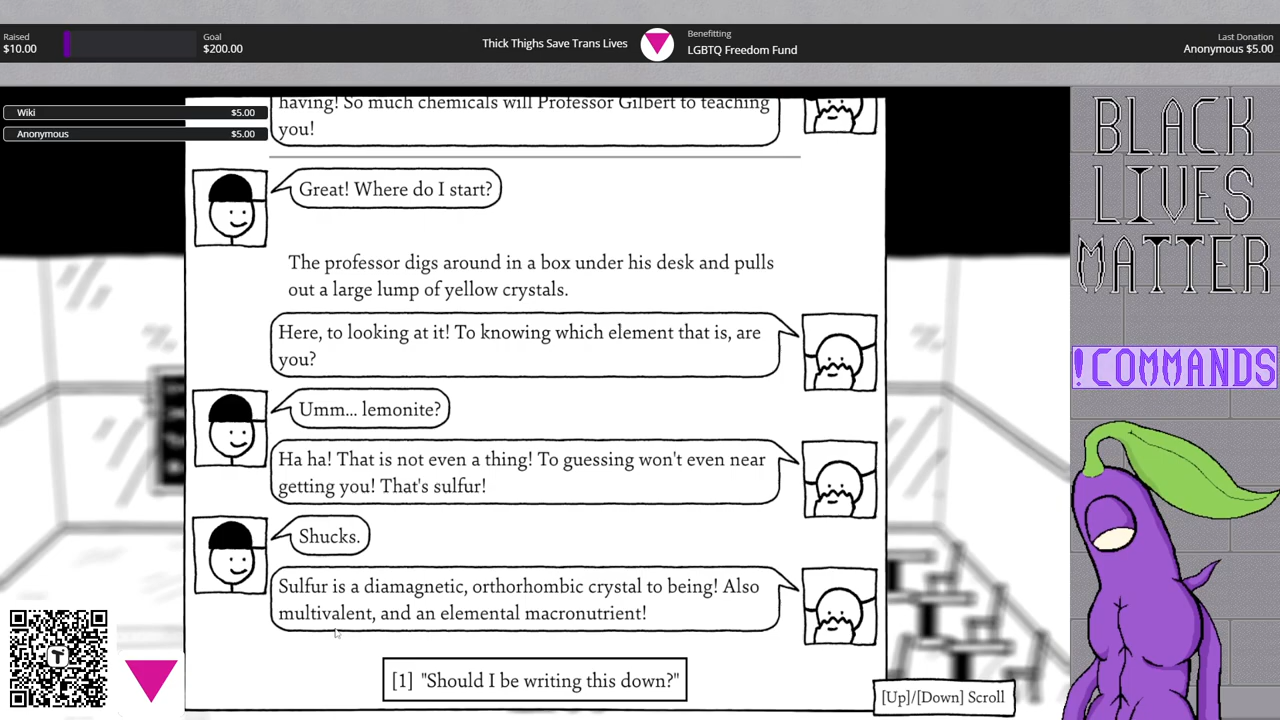 Raised
$10.00
Goal
$200.00
Thick Thighs Save Trans Lives
Benefitting
LGBTQ Freedom Fund
Last Donation
Anonymous $5.00
Wiki $5.00
Anonymous $5.00
having! So much chemicals will Professor Gilbert to teaching
you!
Great! Where do I start?
The professor digs around in a box under his desk and pulls
out a large lump of yellow crystals.
Here, to looking at it! To knowing which element that is, are
you?
Umm... lemonite?
Ha ha! That is not even a thing! To guessing won't even near
getting you! That's sulfur!
Shucks.
Sulfur is a diamagnetic, orthorhombic crystal to being! Also
multivalent, and an elemental macronutrient!
[1] "Should I be writing this down?"
[Up]/[Down] Scroll
BLACK
LIVES
MATTER
!COMMANDS
T